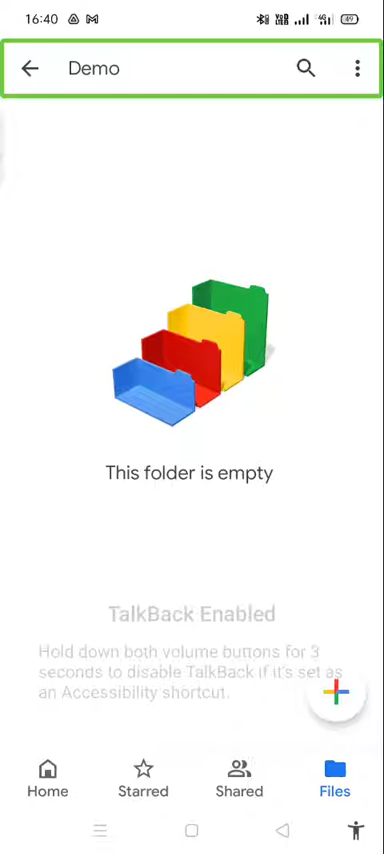 16:40
49
Demo
This folder is empty
TalkBack Enabled
Hold down both volume buttons for 3
seconds to disable TalkBack if it's set as
an Accessibility shortcut.
Home Starred Shared Files